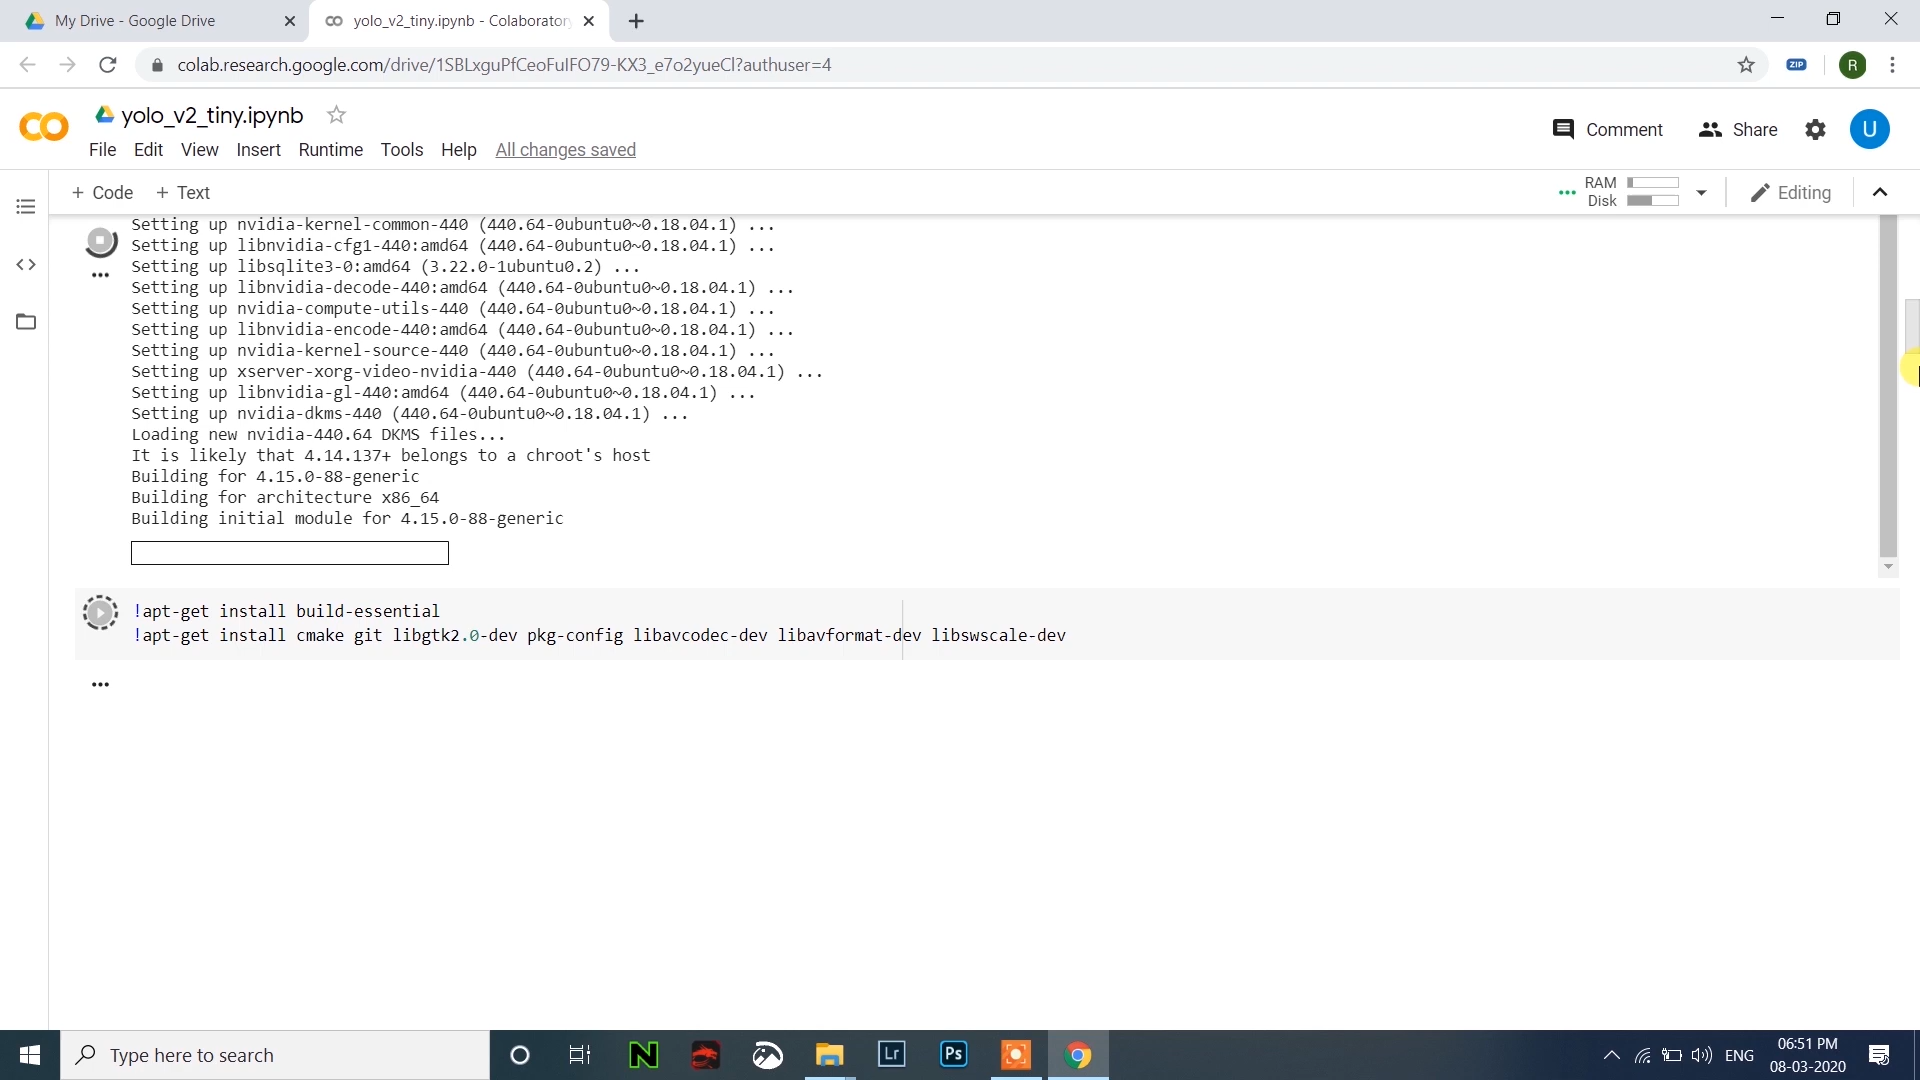 My Drive - Google Drive
yolo_v2_tiny.ipynb - Colaboratory
colab.research.google.com/drive/1SBLxguPfCeoFuIFO79-KX3_e7o2yueCl?authuser=4
ZIP
R
CO
yolo_v2_tiny.ipynb
Comment
Share
U
File Edit View Insert Runtime Tools Help All changes saved
+ Code + Text
RAM
Disk
Editing
Setting up nvidia-kernel-common-440 (440.64-0ubuntu0~0.18.04.1) ...
Setting up libnvidia-cfg1-440:amd64 (440.64-0ubuntu0~0.18.04.1) ...
Setting up libsqlite3-0:amd64 (3.22.0-1ubuntu0.2) ...
Setting up libnvidia-decode-440:amd64 (440.64-0ubuntu0~0.18.04.1) ...
Setting up nvidia-compute-utils-440 (440.64-0ubuntu0~0.18.04.1) ...
Setting up libnvidia-encode-440:amd64 (440.64-0ubuntu0~0.18.04.1) ...
Setting up nvidia-kernel-source-440 (440.64-0ubuntu0~0.18.04.1) ...
Setting up xserver-xorg-video-nvidia-440 (440.64-0ubuntu0~0.18.04.1) ...
Setting up libnvidia-gl-440:amd64 (440.64-0ubuntu0~0.18.04.1) ...
Setting up nvidia-dkms-440 (440.64-0ubuntu0~0.18.04.1) ...
Loading new nvidia-440.64 DKMS files...
It is likely that 4.14.137+ belongs to a chroot's host
Building for 4.15.0-88-generic
Building for architecture x86_64
Building initial module for 4.15.0-88-generic
!apt-get install build-essential
!apt-get install cmake git libgtk2.0-dev pkg-config libavcodec-dev libavformat-dev libswscale-dev
Type here to search
N
Lr
Ps
ENG
06:51 PM
08-03-2020